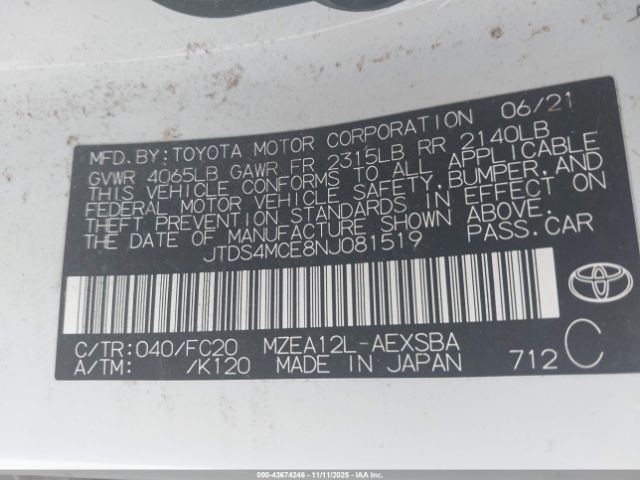 MFD. BY: TOYOTA MOTOR CORPORATION 06/21
GVWR 4065LB GAWR FR 2315LB RR 2140LB
THIS VEHICLE CONFORMS TO ALL APPLICABLE
FEDERAL MOTOR VEHICLE SAFETY, BUMPER, AND
THEFT PREVENTION STANDARDS IN EFFECT ON
THE DATE OF MANUFACTURE SHOWN ABOVE.
JTDS4MCE8NJ081519 PASS. CAR
C/TR: 040/FC20 MZEA12L-AEXSBA
A/TM: /K120 MADE IN JAPAN 712 C
000-43674246 - 11/11/2025 - COPYRIGHT IAA, Inc.